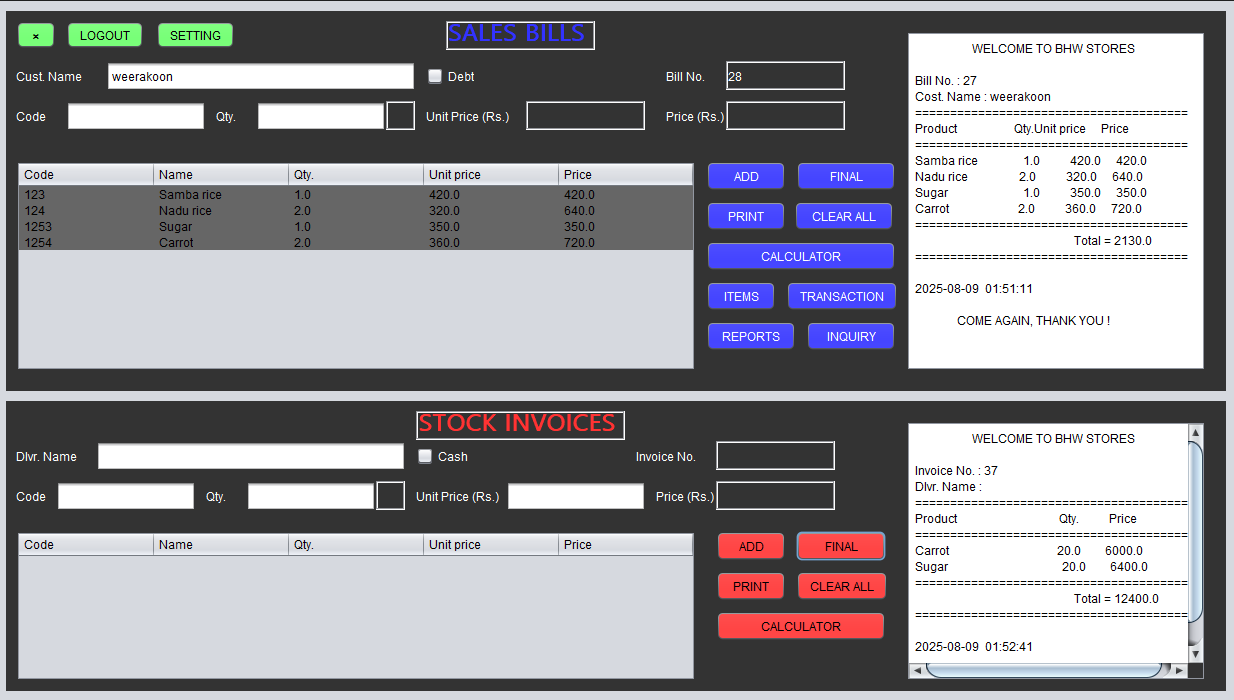 × LOGOUT SETTING
SALES BILLS
Cust. Name weerakoon Debt Bill No. 28
Code Qty. Unit Price (Rs.) Price (Rs.)
Code Name Qty. Unit price Price
123 Samba rice 1.0 420.0 420.0
124 Nadu rice 2.0 320.0 640.0
1253 Sugar 1.0 350.0 350.0
1254 Carrot 2.0 360.0 720.0
ADD FINAL
PRINT CLEAR ALL
CALCULATOR
ITEMS TRANSACTION
REPORTS INQUIRY
WELCOME TO BHW STORES
Bill No. : 27
Cost. Name : weerakoon
=======================================
Product Qty.Unit price Price
=======================================
Samba rice 1.0 420.0 420.0
Nadu rice 2.0 320.0 640.0
Sugar 1.0 350.0 350.0
Carrot 2.0 360.0 720.0
=======================================
Total = 2130.0
=======================================
2025-08-09 01:51:11
COME AGAIN, THANK YOU !
STOCK INVOICES
Dlvr. Name Cash Invoice No.
Code Qty. Unit Price (Rs.) Price (Rs.)
Code Name Qty. Unit price Price
ADD FINAL
PRINT CLEAR ALL
CALCULATOR
WELCOME TO BHW STORES
Invoice No. : 37
Dlvr. Name :
=======================================
Product Qty. Price
=======================================
Carrot 20.0 6000.0
Sugar 20.0 6400.0
=======================================
Total = 12400.0
=======================================
2025-08-09 01:52:41